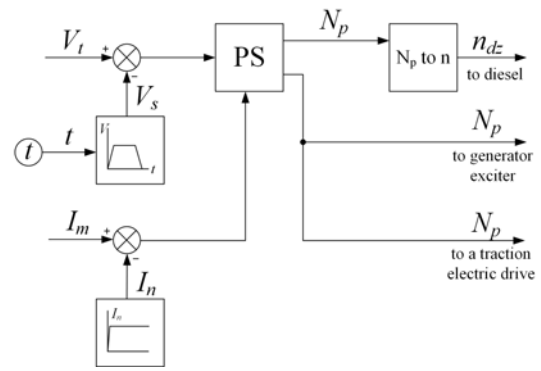 N_p
V_t
+
−
PS
N_p to n
n_dz
to diesel
V_s
t
t
V
t
N_p
to generator
exciter
I_m
+
−
N_p
to a traction
electric drive
I_n
I_n